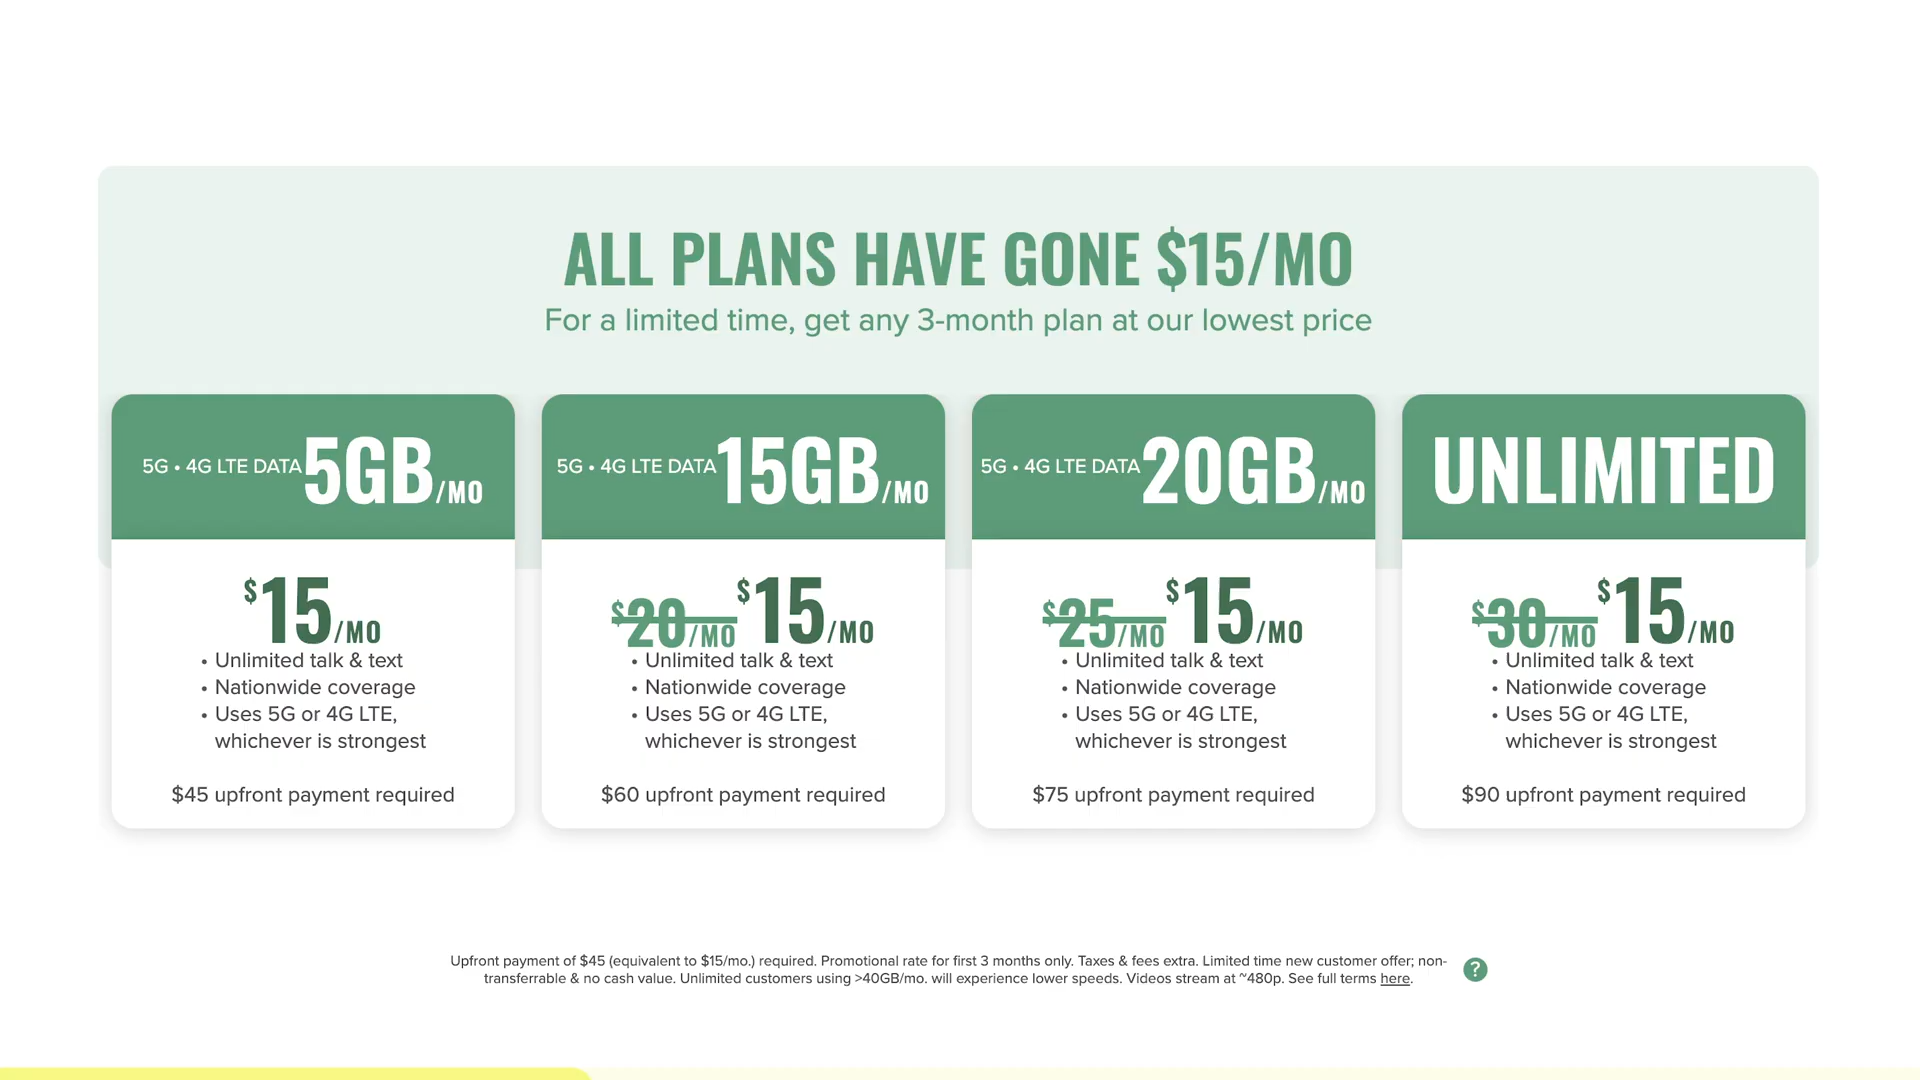 ALL PLANS HAVE GONE $15/MO
For a limited time, get any 3-month plan at our lowest price
5G • 4G LTE DATA 5GB/MO
$15/MO
• Unlimited talk & text
• Nationwide coverage
• Uses 5G or 4G LTE,
whichever is strongest
$45 upfront payment required
5G • 4G LTE DATA 15GB/MO
$20/MO $15/MO
• Unlimited talk & text
• Nationwide coverage
• Uses 5G or 4G LTE,
whichever is strongest
$60 upfront payment required
5G • 4G LTE DATA 20GB/MO
$25/MO $15/MO
• Unlimited talk & text
• Nationwide coverage
• Uses 5G or 4G LTE,
whichever is strongest
$75 upfront payment required
UNLIMITED
$30/MO $15/MO
• Unlimited talk & text
• Nationwide coverage
• Uses 5G or 4G LTE,
whichever is strongest
$90 upfront payment required
Upfront payment of $45 (equivalent to $15/mo.) required. Promotional rate for first 3 months only. Taxes & fees extra. Limited time new customer offer; non-
transferrable & no cash value. Unlimited customers using >40GB/mo. will experience lower speeds. Videos stream at ~480p. See full terms here.
?